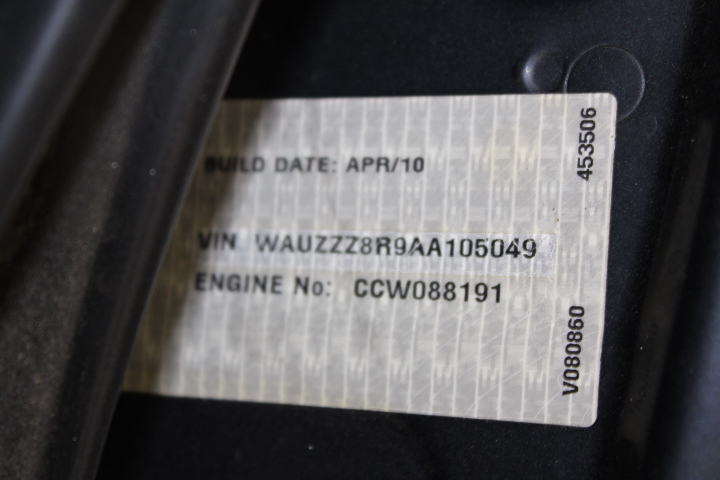 BUILD DATE: APR/10
VIN WAUZZZ8R9AA105049
ENGINE No: CCW088191
453506
V080860